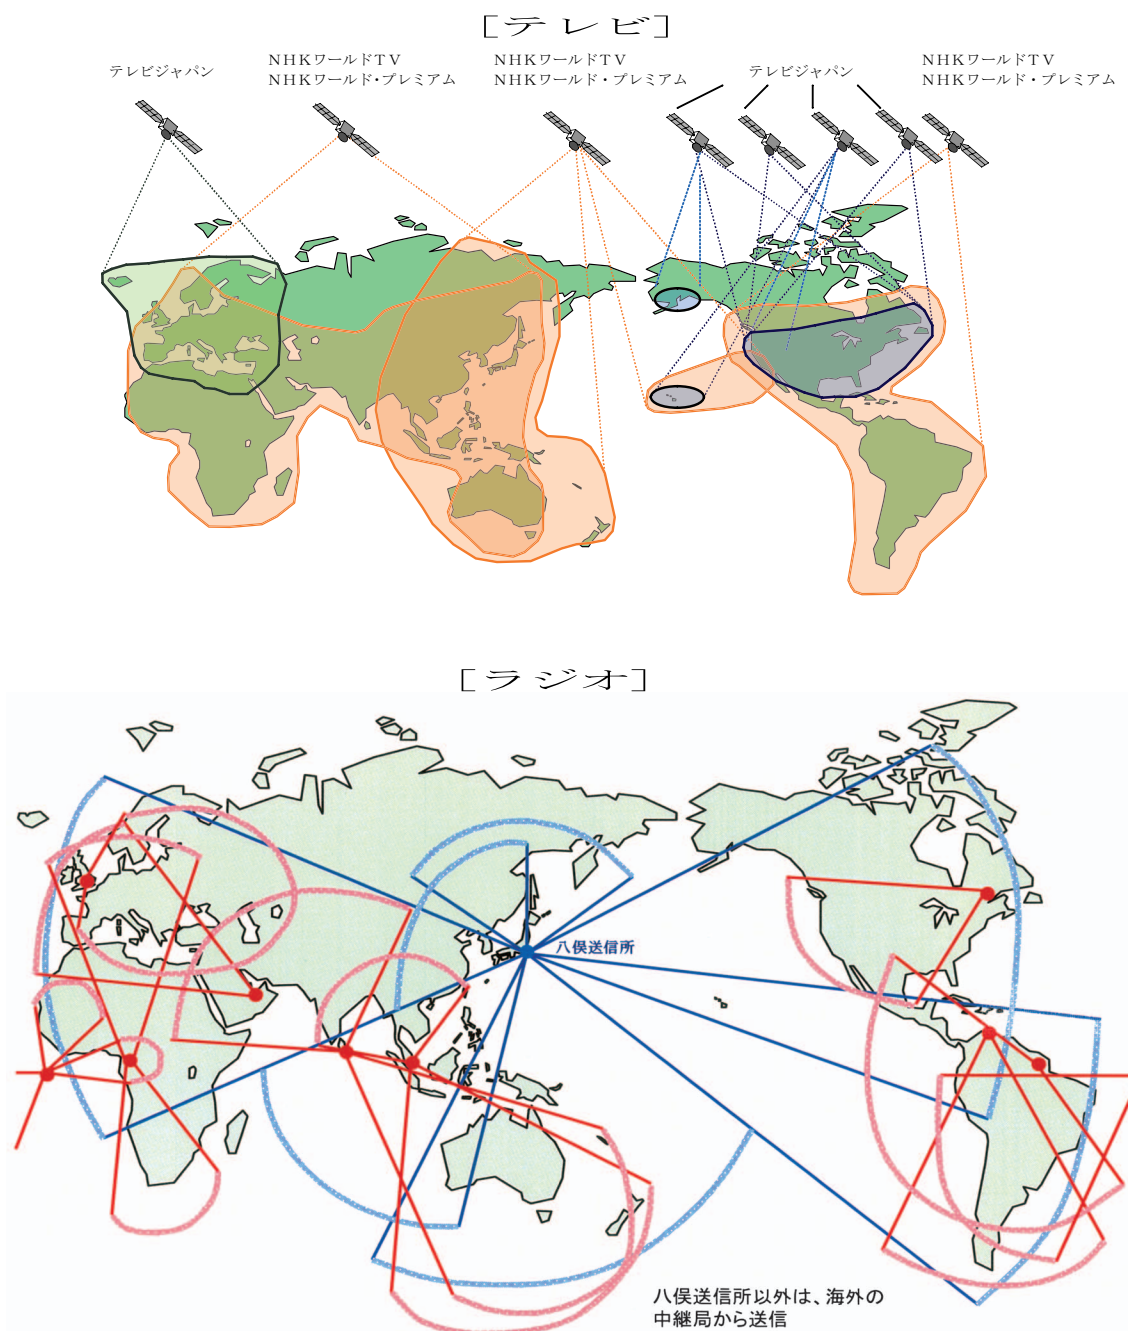 ［テレビ］
テレビジャパン
ＮＨＫワールドＴＶ
ＮＨＫワールド・プレミアム
ＮＨＫワールドＴＶ
ＮＨＫワールド・プレミアム
テレビジャパン
ＮＨＫワールドＴＶ
ＮＨＫワールド・プレミアム
［ラジオ］
八俣送信所
八俣送信所以外は、海外の
中継局から送信